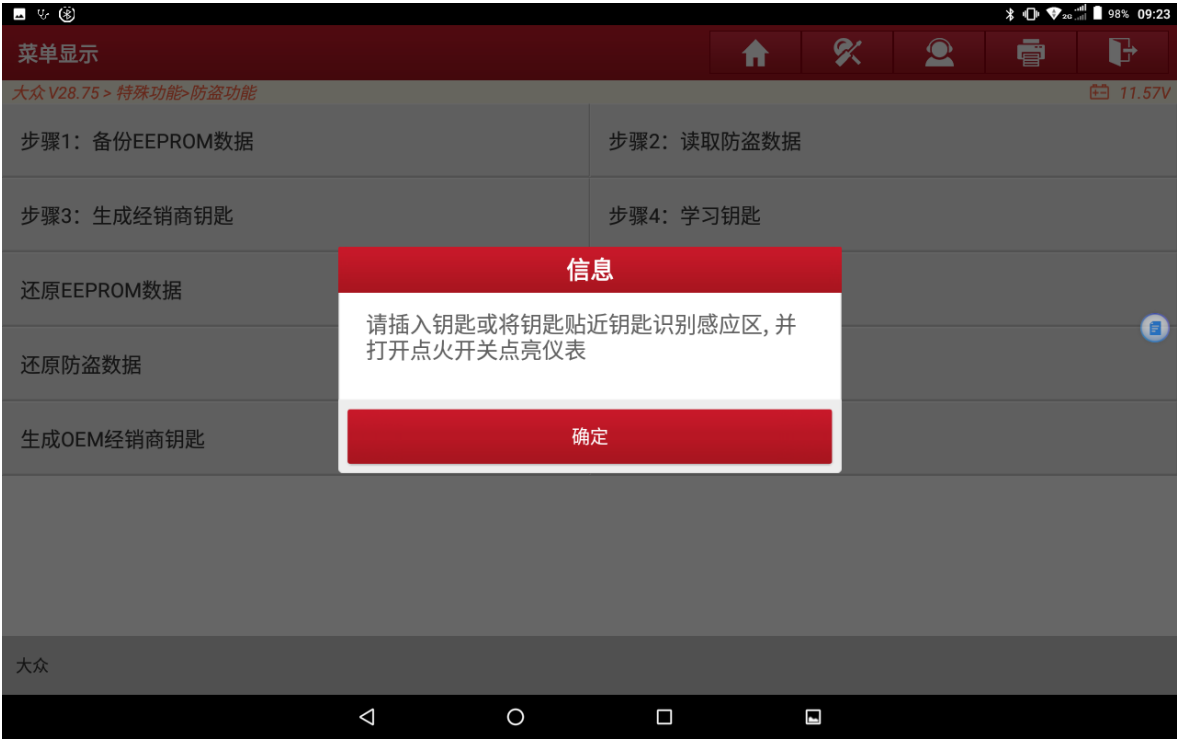 2G 98% 09:23
菜单显示
大众 V28.75 > 特殊功能>防盗功能 11.57V
步骤1：备份EEPROM数据 步骤2：读取防盗数据
步骤3：生成经销商钥匙 步骤4：学习钥匙
信息
还原EEPROM数据
请插入钥匙或将钥匙贴近钥匙识别感应区, 并
打开点火开关点亮仪表
还原防盗数据
生成OEM经销商钥匙
确定
大众